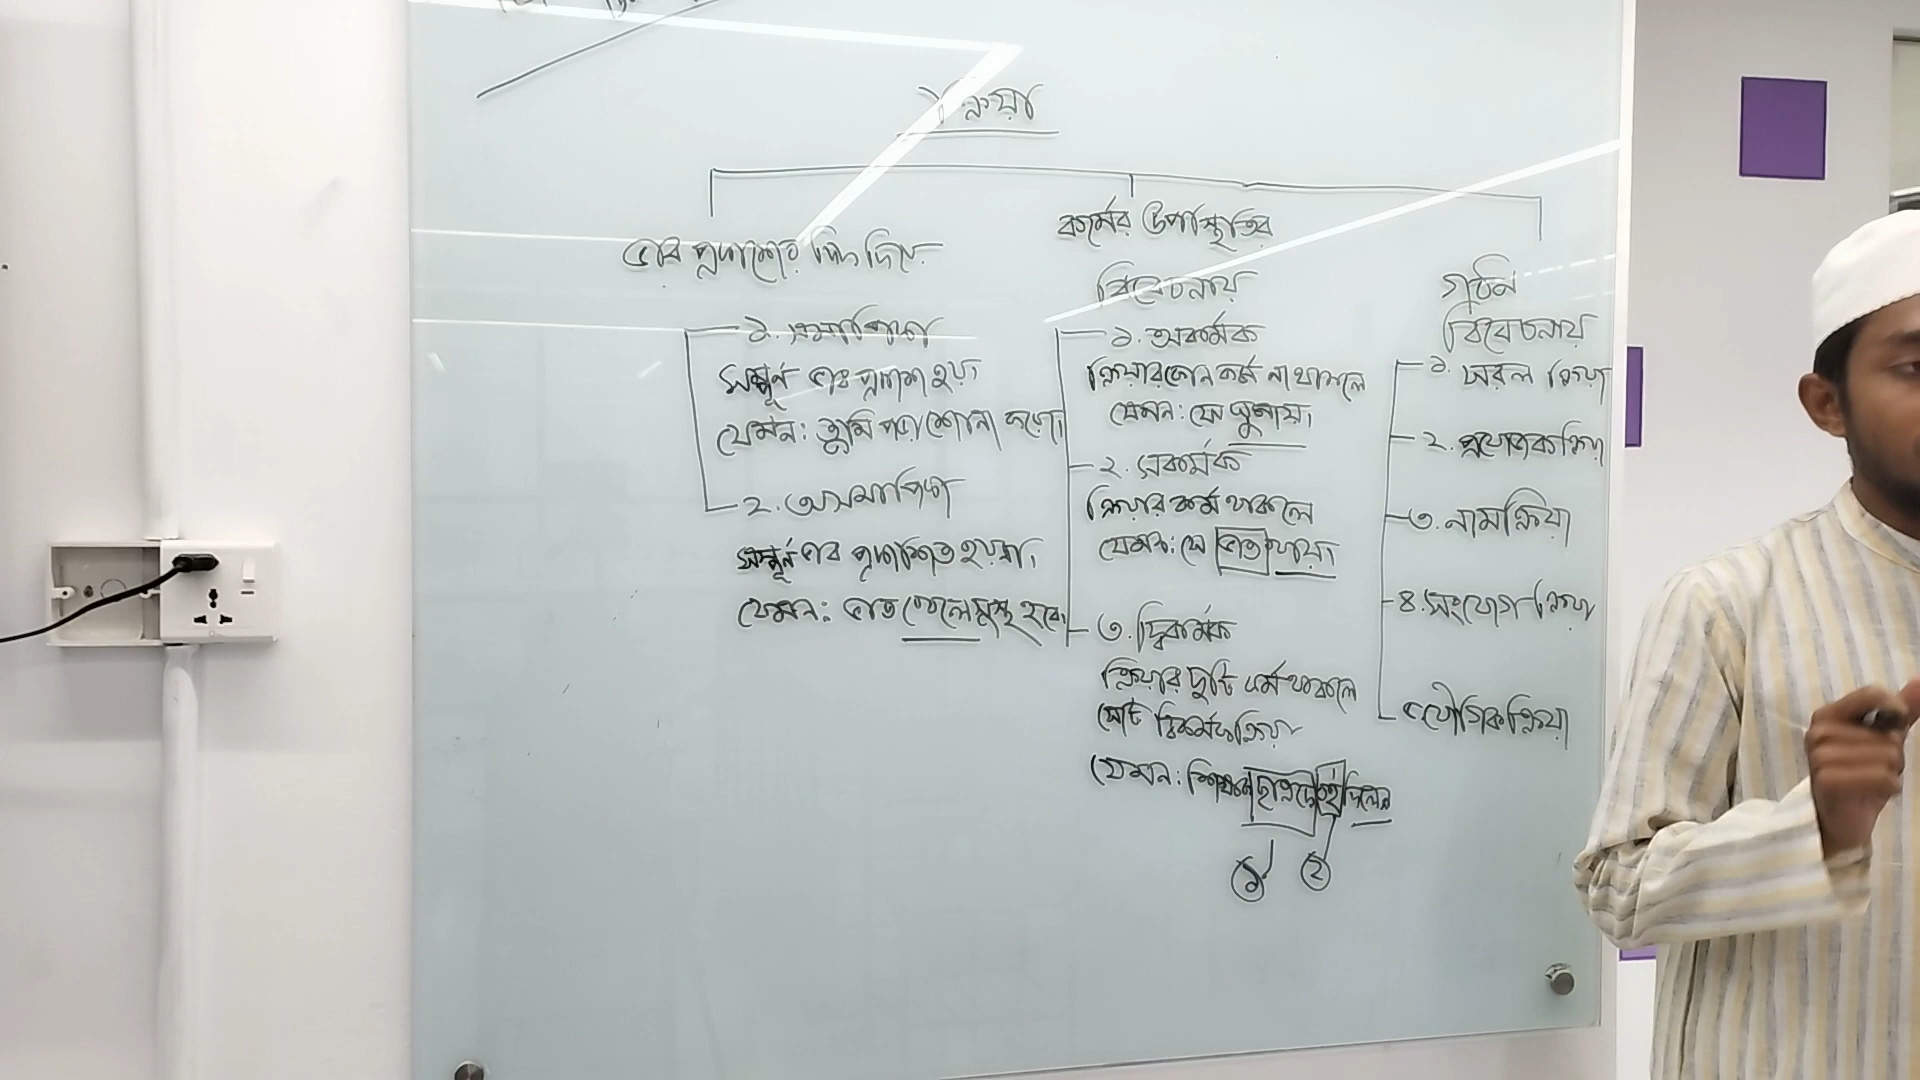 ক্রিয়া
ভাব প্রকাশের দিক দিয়ে
১. সমাপিকা
সম্পূর্ণ ভাব প্রকাশ হয়।
যেমন: তুমি পড়াশোনা করো।
২. অসমাপিকা
সম্পূর্ণ ভাব প্রকাশিত হয়না।
যেমন: ভাত খেলে সুস্থ হবে।
কর্মের উপস্থিতির
বিবেচনায়
১. অকর্মক
ক্রিয়ার কোন কর্ম না থাকলে
যেমন: সে ঘুমায়।
২. সকর্মক
ক্রিয়ার কর্ম থাকলে
যেমন: সে ভাত খায়।
৩. দ্বিকর্মক
ক্রিয়ার দুটি কর্ম থাকলে
সেটি দ্বিকর্মক ক্রিয়া
যেমন: শিক্ষক ছাত্রদের বই দিলেন
১ ২
গঠন
বিবেচনায়
১. সরল ক্রিয়া
২. প্রযোজক ক্রিয়া
৩. নামক্রিয়া
৪. সংযোগ ক্রিয়া
৫ যৌগিক ক্রিয়া